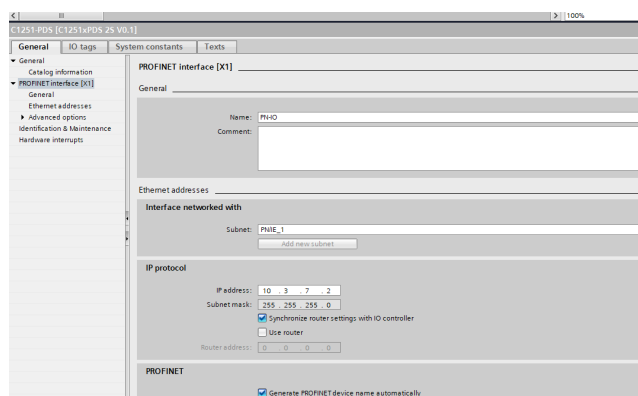 100%
C1251-PDS [C1251xPDS 2S V0.1]
General IO tags System constants Texts
General
Catalog information
PROFINET interface [X1]
General
Ethernet addresses
Advanced options
Identification & Maintenance
Hardware interrupts
PROFINET interface [X1]
General
Name: PN-IO
Comment:
Ethernet addresses
Interface networked with
Subnet: PN/IE_1
Add new subnet
IP protocol
IP address: 10 . 3 . 7 . 2
Subnet mask: 255 . 255 . 255 . 0
Synchronize router settings with IO controller
Use router
Router address: 0 . 0 . 0 . 0
PROFINET
Generate PROFINET device name automatically